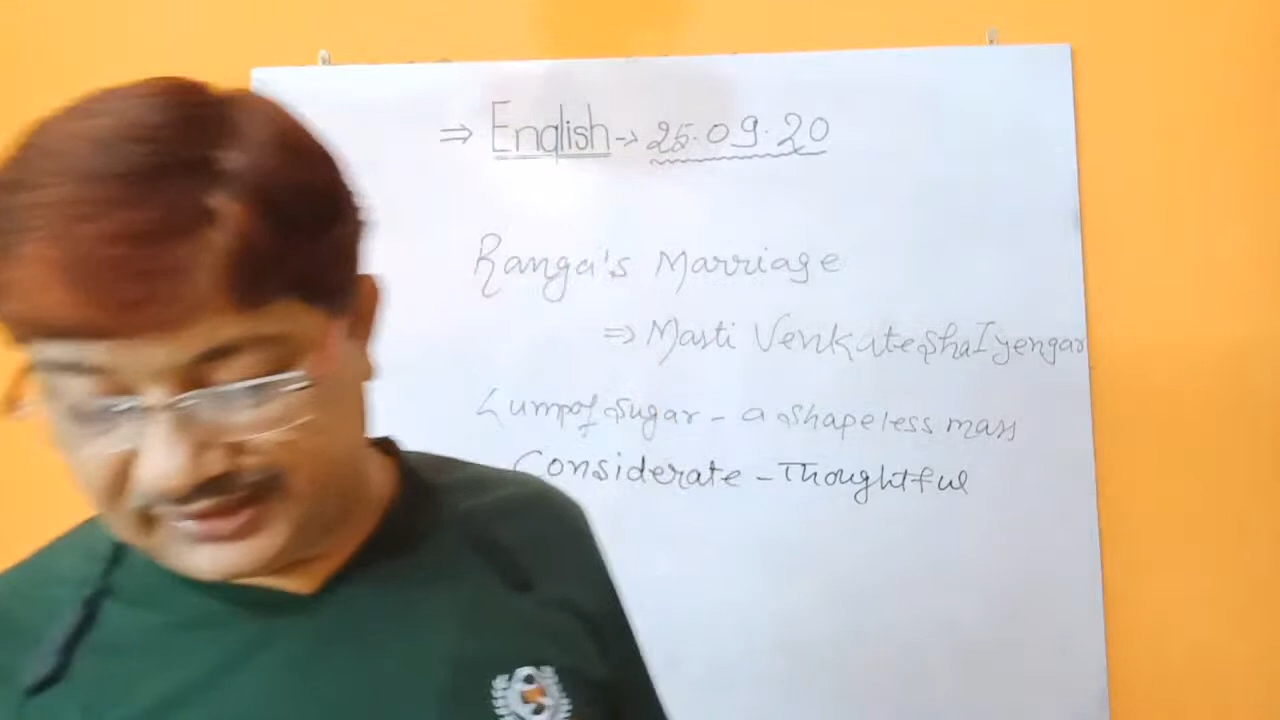 ⇒ English → 25.09.20
Ranga's Marriage
⇒ Masti Venkatesha Iyengar
Lump of Sugar - a shapeless mass
Considerate - Thoughtful